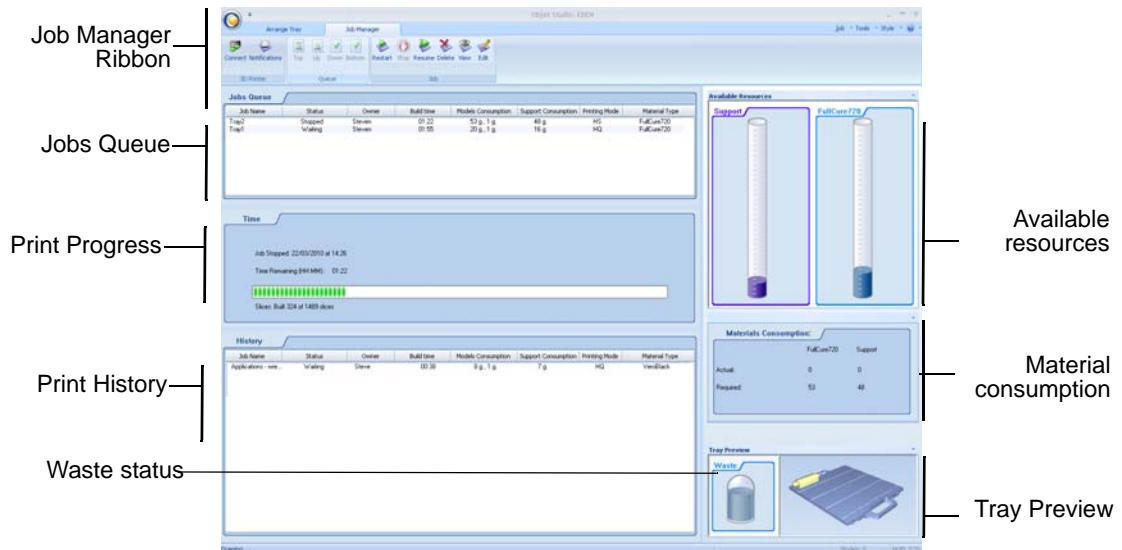 Objet Studio: EDEN
Arrange Tray Job Manager
Job Tools Style
Connect Notifications Top Up Down Bottom Restart Stop Resume Delete View Edit
3D Printer Queue Job
Job Manager
Ribbon
Jobs Queue
Job Name Status Owner Build time Models Consumption Support Consumption Printing Mode Material Type
Tray2 Stopped Steven 01:22 53 g., 1 g. 48 g. HS FullCure720
Tray1 Waiting Steven 01:55 20 g., 1 g. 16 g. HQ FullCure720
Jobs Queue
Time
Job Stopped: 22/03/2010 at 14:26
Time Remaining (HH:MM): 01:22
Slices: Built 324 of 1489 slices
Print Progress
History
Job Name Status Owner Build time Models Consumption Support Consumption Printing Mode Material Type
Applications - wre... Waiting Steve 00:38 8 g., 1 g. 7 g. HQ VeroBlack
Print History
Waste status
Available Resources
Support FullCure720
Available
resources
Materials Consumption:
FullCure720 Support
Actual: 0 0
Required: 53 48
Material
consumption
Tray Preview
Waste
Tray Preview